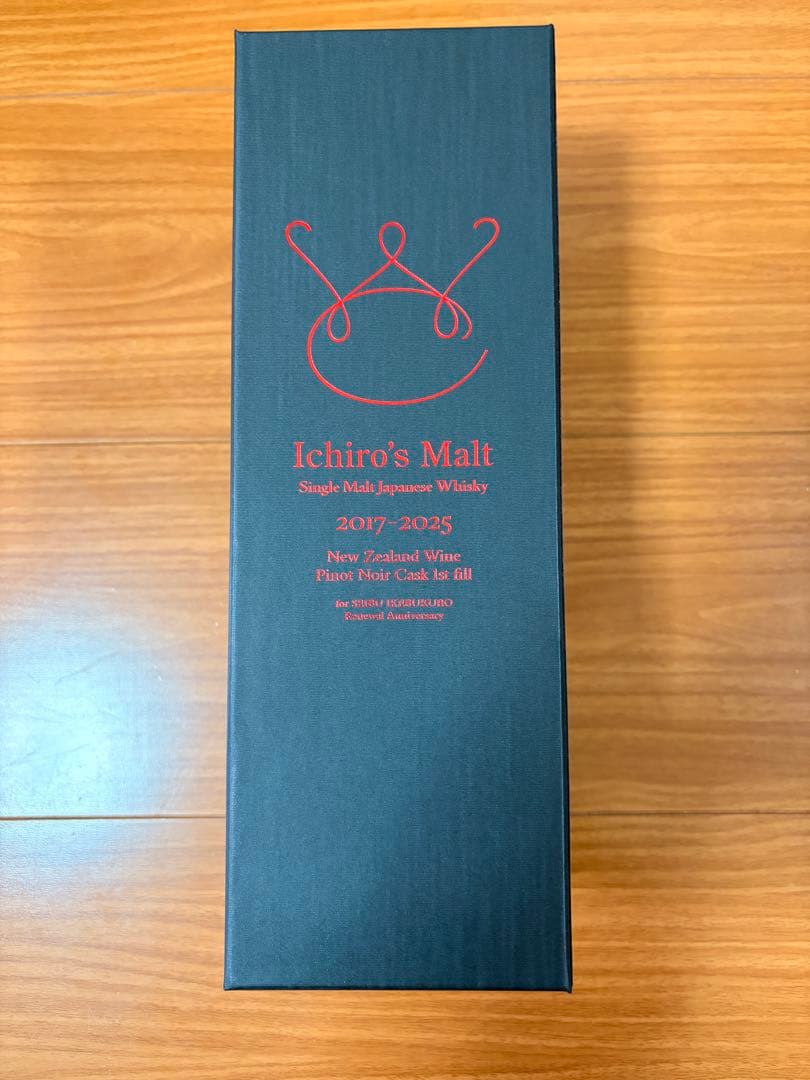 Ichiro's Malt
Single Malt Japanese Whisky
2017-2025
New Zealand Wine
Pinot Noir Cask 1st fill
for SEIBU IKEBUKURO
Renewal Anniversary